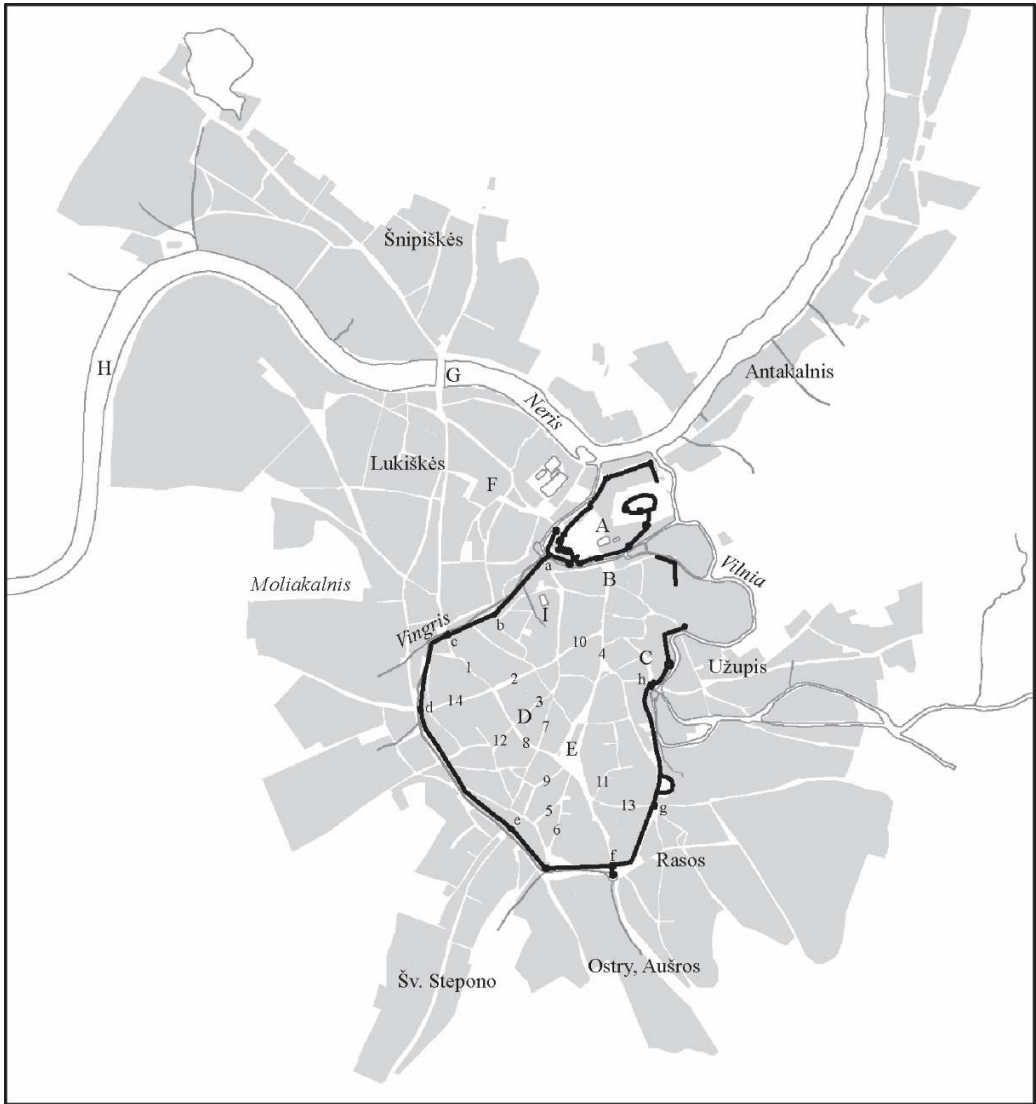 Šnipiškės
Antakalnis
H
G
Neris
Lukiškės
F
A
a
B
Vilnia
Moliakalnis
I
b
Vingris
c
10
4
C
Užupis
h
1
2
14
3
d
D
7
12
8
E
9
11
13
g
5
e
6
f
Rasos
Ostry, Aušros
Šv. Stepono